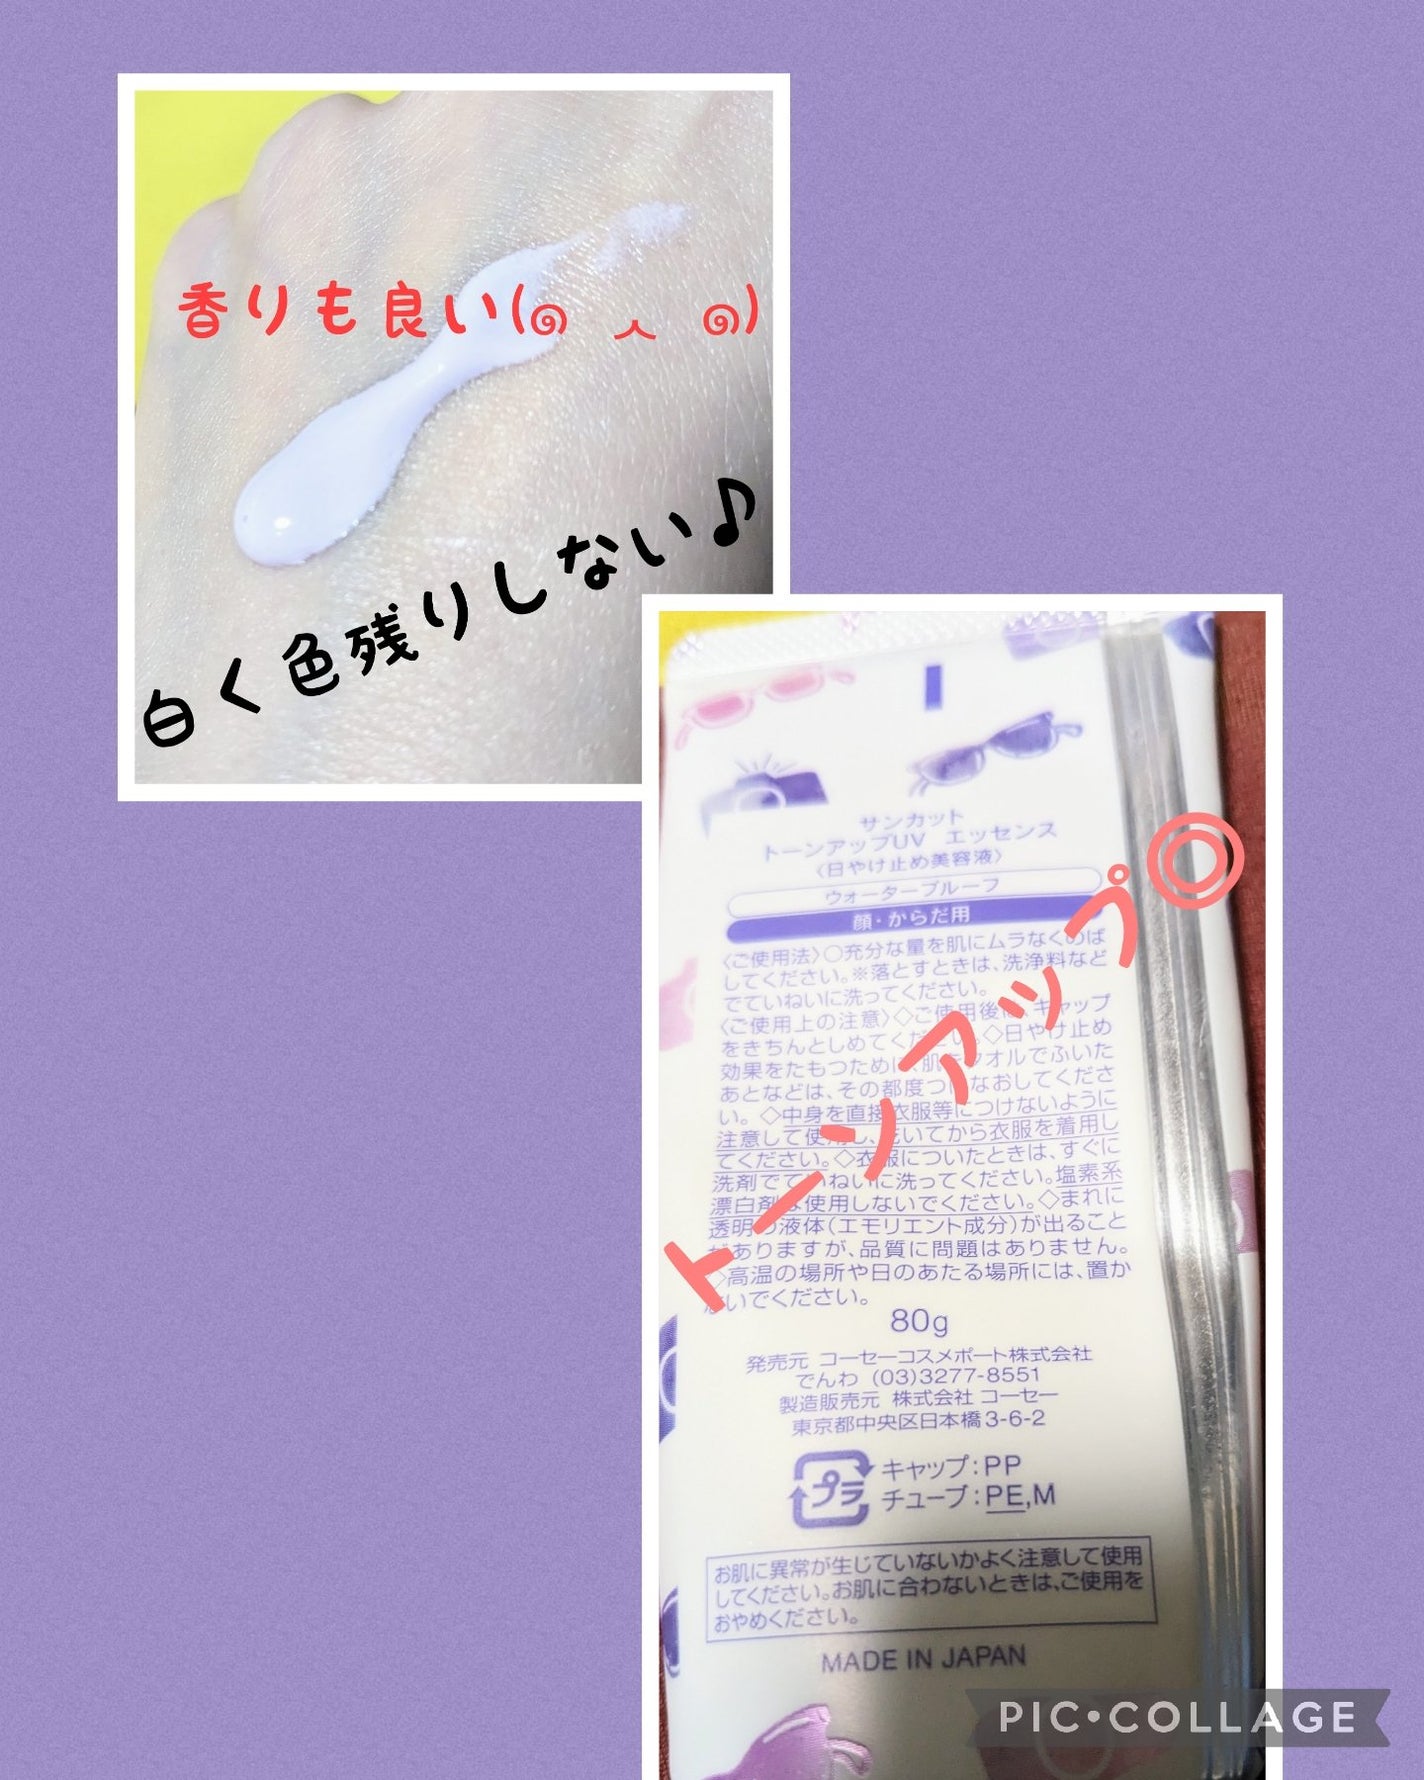 香りも良い(๑ ㅅ ๑)
白く色残りしない♪
トーンアップ◎
サンカット
トーンアップUV エッセンス
〈日やけ止め美容液〉
ウォータープルーフ
顔・からだ用
〈ご使用法〉○充分な量を肌にムラなくのば
してください。※落とすときは、洗浄料など
でていねいに洗ってください。
〈ご使用上の注意〉◇ご使用後は、キャップ
をきちんとしめてください。◇日やけ止め
効果をたもつために、肌をタオルでふいた
あとなどは、その都度つけなおしてくださ
い。◇中身を直接衣服等につけないように
注意して使用し、乾いてから衣服を着用し
てください。◇衣服についたときは、すぐに
洗剤でていねいに洗ってください。塩素系
漂白剤は使用しないでください。◇まれに
透明の液体(エモリエント成分)が出ること
がありますが、品質に問題はありません。
◇高温の場所や日のあたる場所には、置か
ないでください。
80g
発売元 コーセーコスメポート株式会社
でんわ (03)3277-8551
製造販売元 株式会社 コーセー
東京都中央区日本橋3-6-2
プラ
キャップ:PP
チューブ:PE,M
お肌に異常が生じていないかよく注意して使用
してください。お肌に合わないときは、ご使用を
おやめください。
MADE IN JAPAN
PIC•COLLAGE